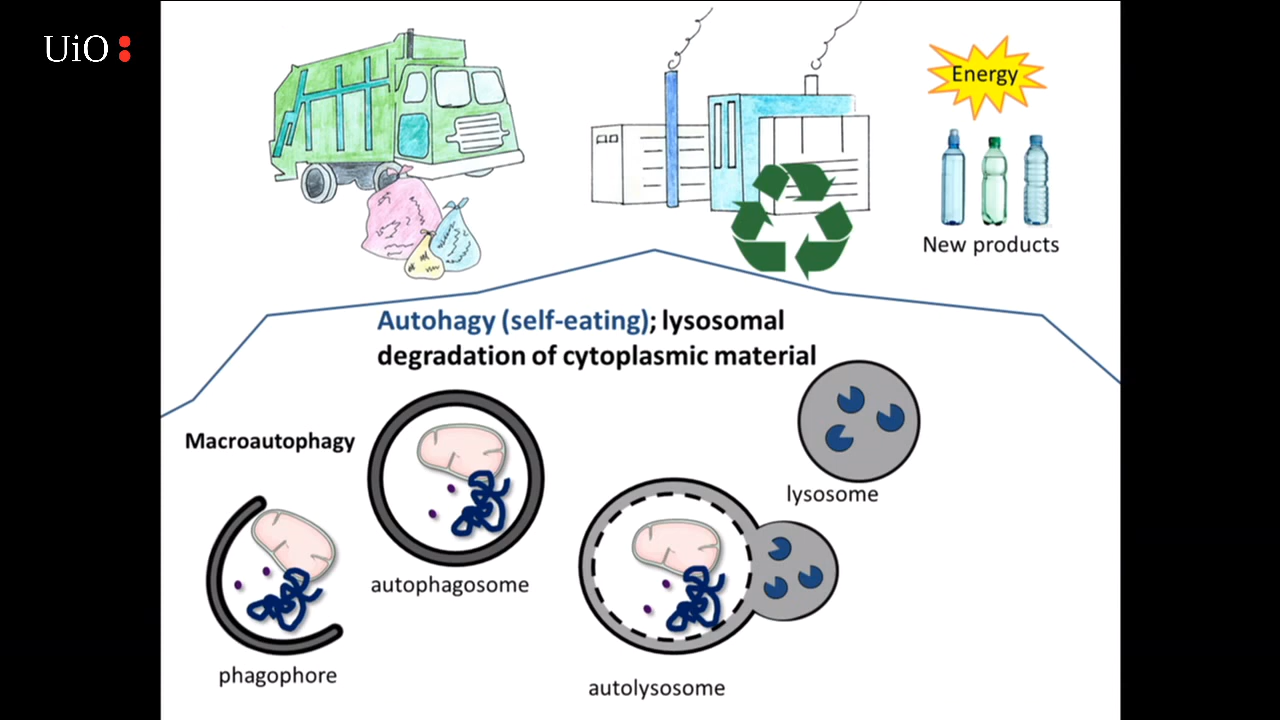 UiO:
Energy
New products
Autohagy (self-eating); lysosomal
degradation of cytoplasmic material
Macroautophagy
lysosome
autophagosome
phagophore
autolysosome